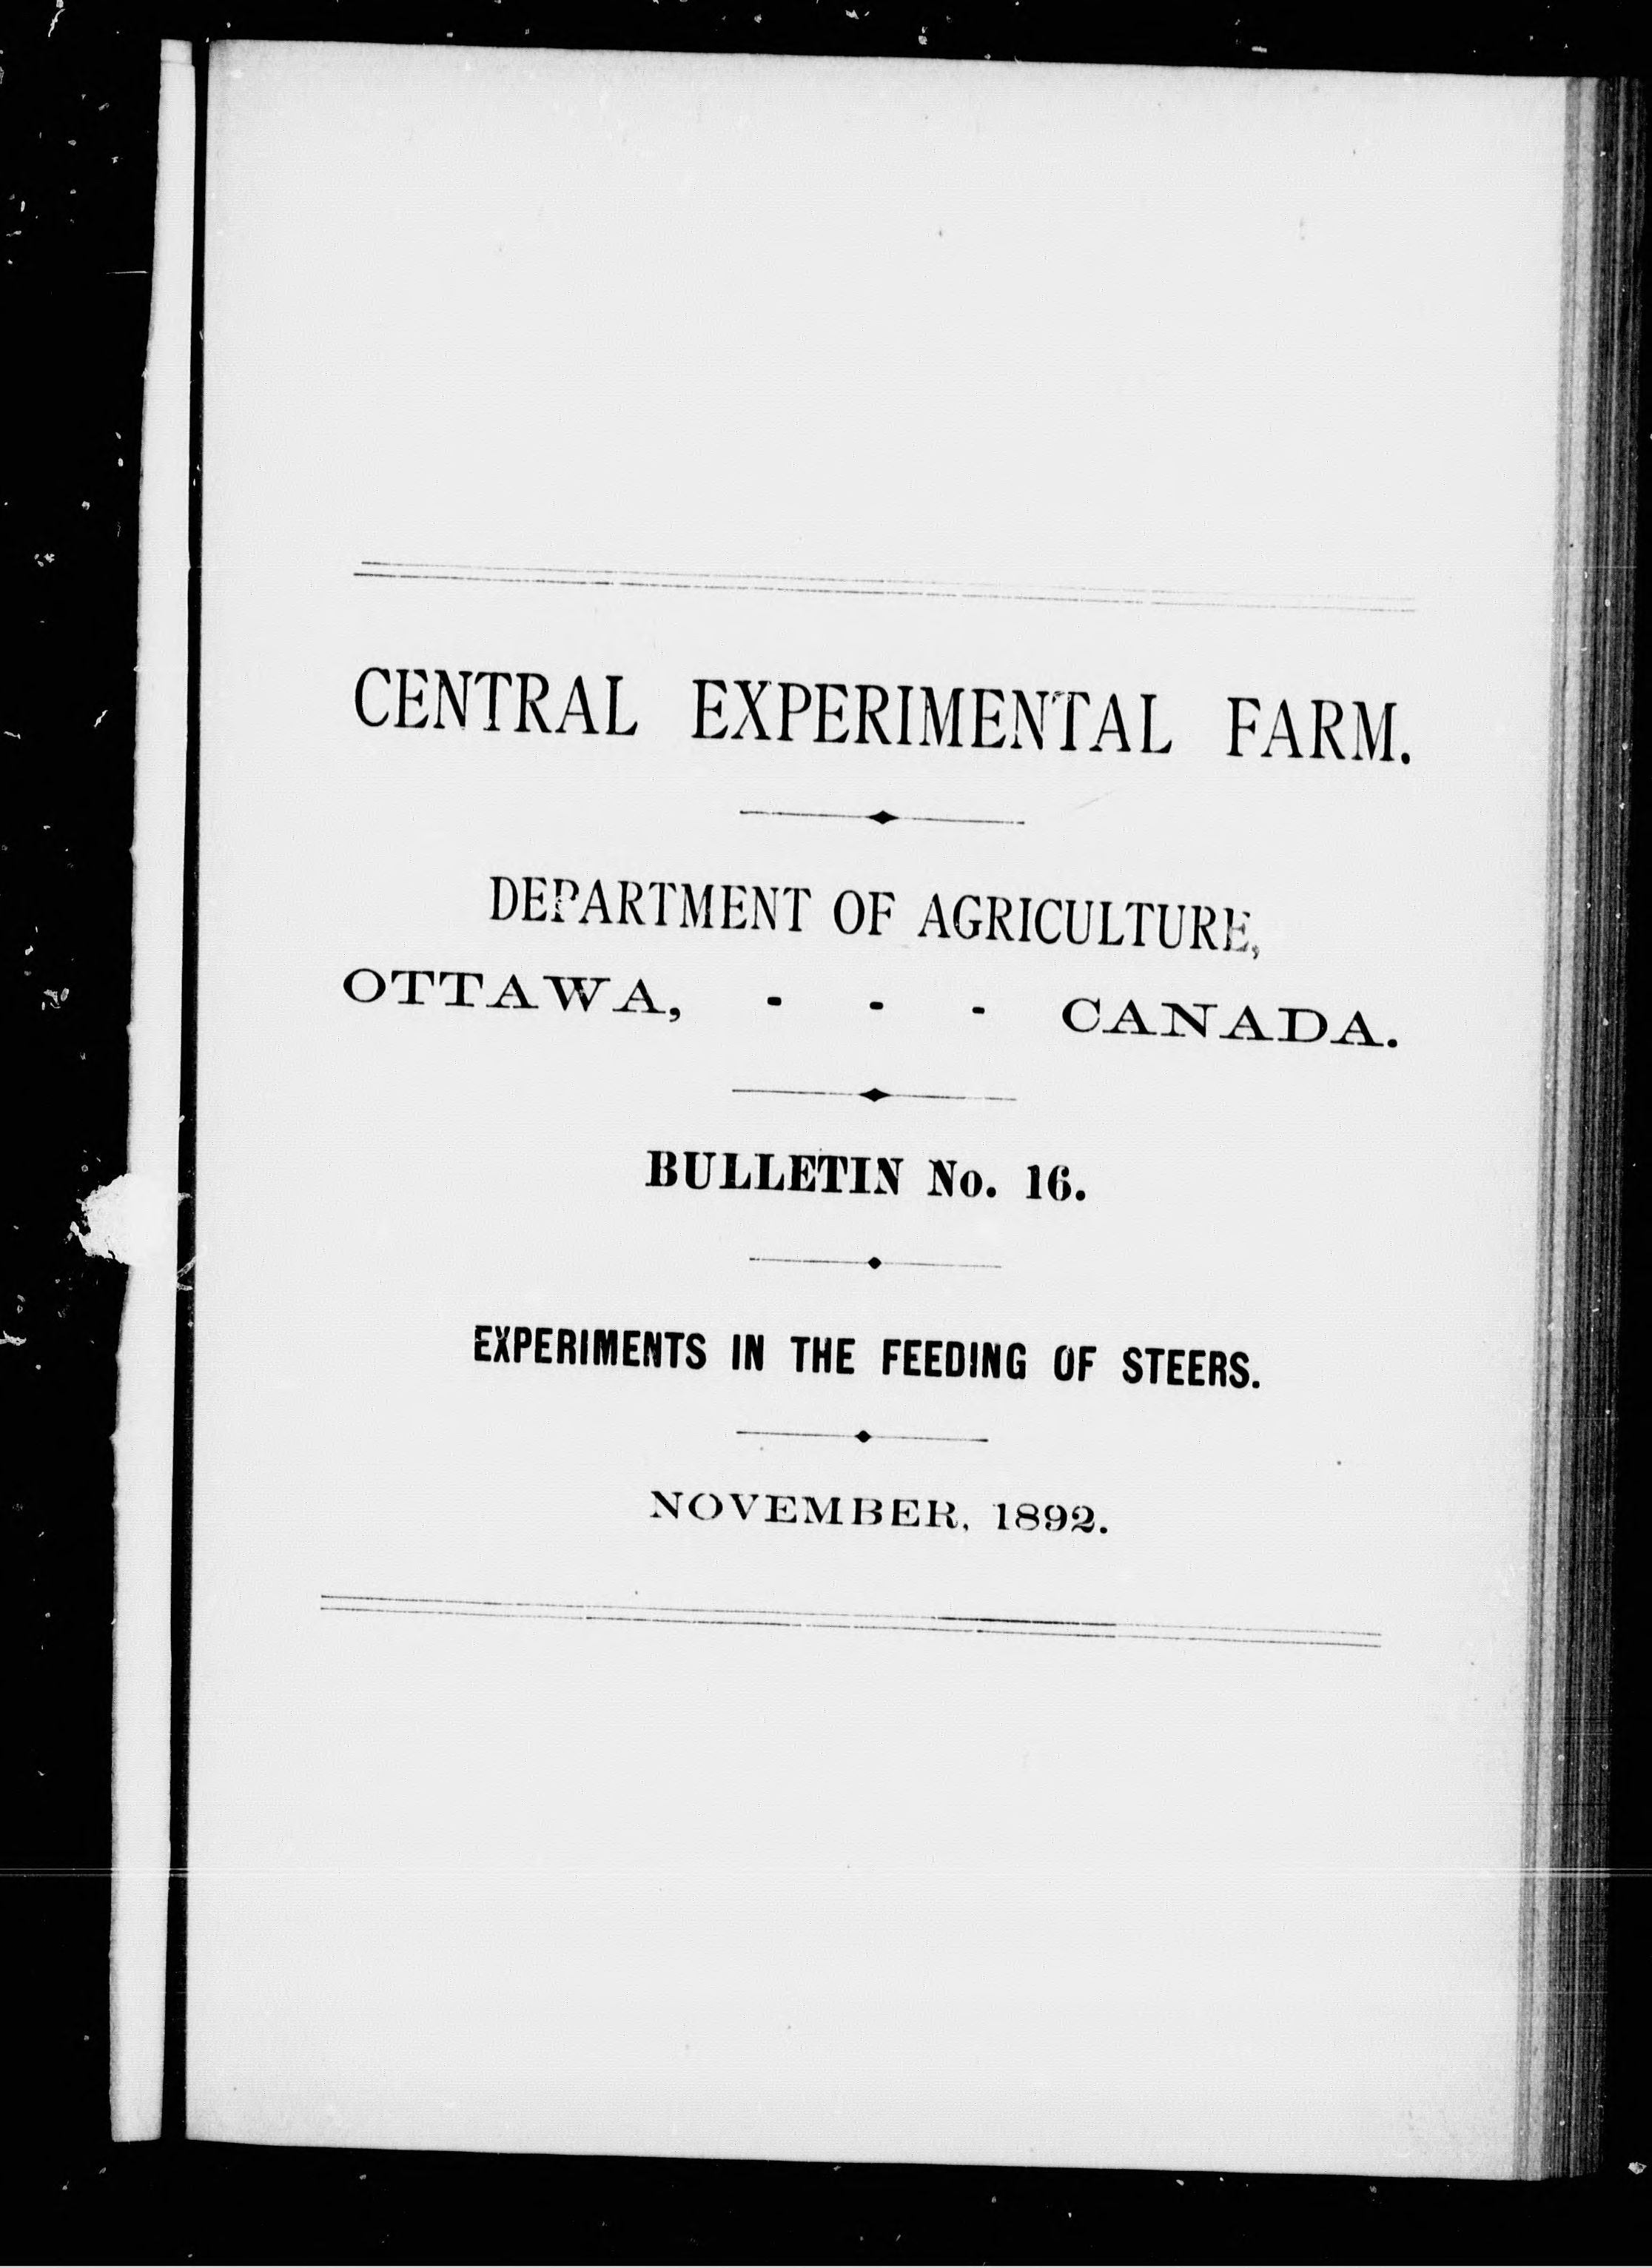 CENTRAL EXPERIMENTAL FARM.
DEPARTMENT OF AGRICULTURE,
OTTAWA, - - - CANADA.
BULLETIN No. 16.
EXPERIMENTS IN THE FEEDING OF STEERS.
NOVEMBER, 1892.